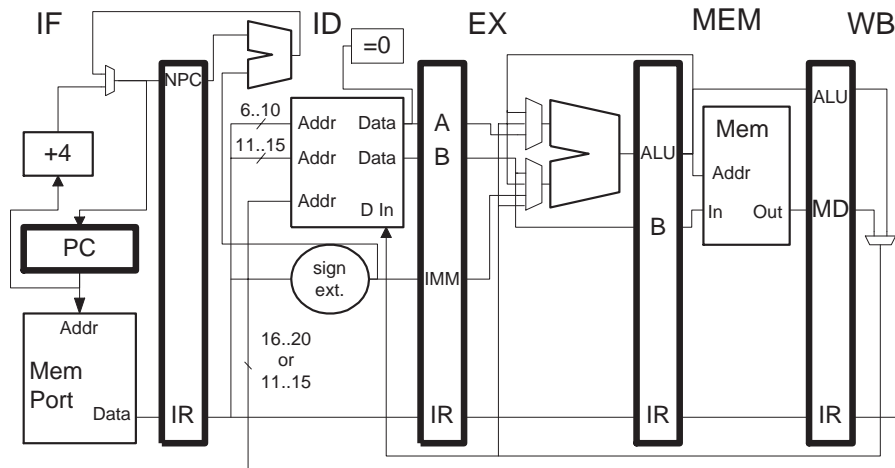 IF
ID
EX
MEM
WB
=0
NPC
+4
PC
Addr
Mem
Port
Data
IR
6..10
11..15
Addr
Data
Addr
Data
Addr
D In
sign
ext.
16..20
or
11..15
A
B
IMM
IR
ALU
B
IR
Mem
Addr
In
Out
ALU
MD
IR